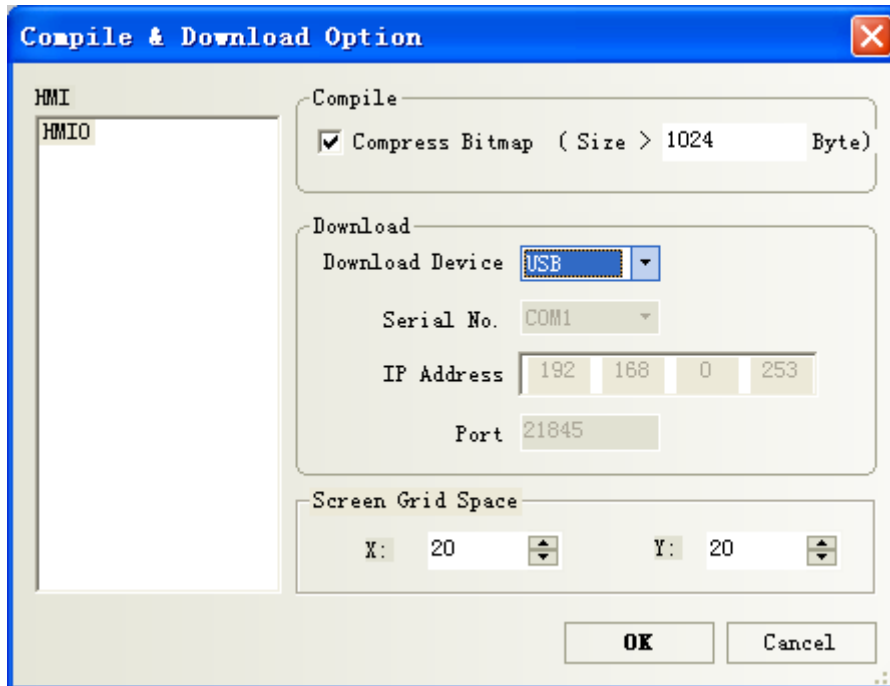 Compile & Download Option
HMI
HMI0
Compile
Compress Bitmap ( Size > 1024 Byte)
Download
Download Device USB
Serial No. COM1
IP Address 192 168 0 253
Port 21845
Screen Grid Space
X: 20 Y: 20
OK Cancel